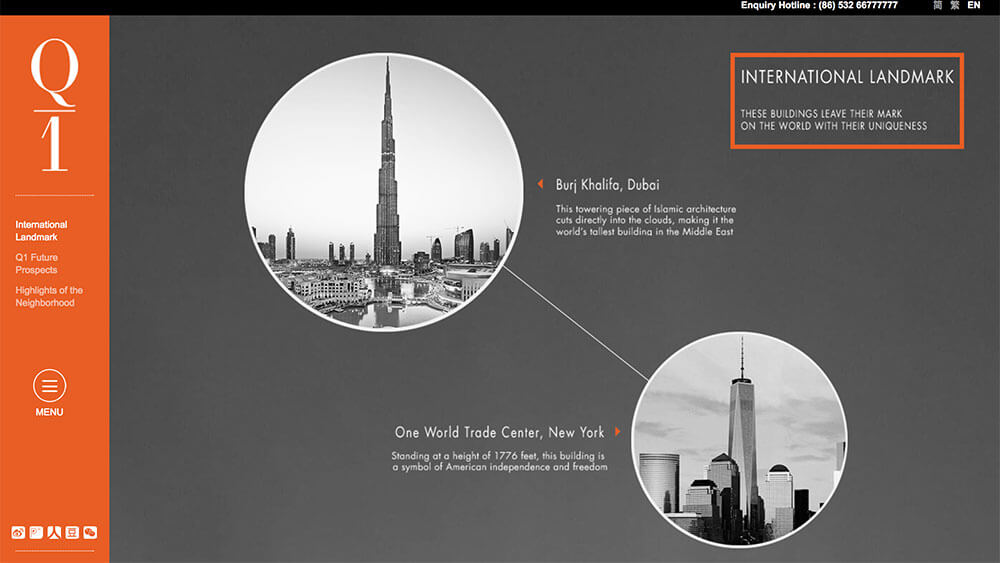 Enquiry Hotline : (86) 532 66777777
简 繁 EN
Q
1
International
Landmark
Q1 Future
Prospects
Highlights of the
Neighborhood
MENU
INTERNATIONAL LANDMARK
THESE BUILDINGS LEAVE THEIR MARK
ON THE WORLD WITH THEIR UNIQUENESS
Burj Khalifa, Dubai
This towering piece of Islamic architecture
cuts directly into the clouds, making it the
world's tallest building in the Middle East
One World Trade Center, New York
Standing at a height of 1776 feet, this building is
a symbol of American independence and freedom
人 豆